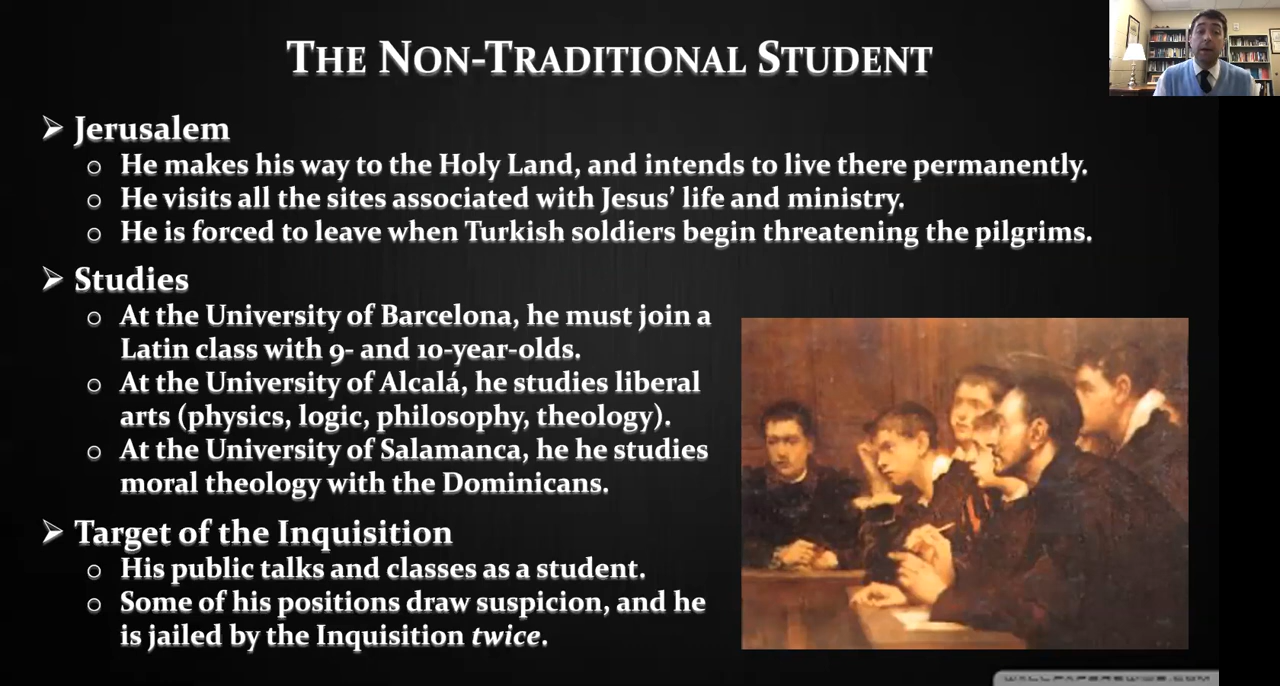 The Non-Traditional Student
➢ Jerusalem
o He makes his way to the Holy Land, and intends to live there permanently.
o He visits all the sites associated with Jesus’ life and ministry.
o He is forced to leave when Turkish soldiers begin threatening the pilgrims.
➢ Studies
o At the University of Barcelona, he must join a
Latin class with 9- and 10-year-olds.
o At the University of Alcalá, he studies liberal
arts (physics, logic, philosophy, theology).
o At the University of Salamanca, he he studies
moral theology with the Dominicans.
➢ Target of the Inquisition
o His public talks and classes as a student.
o Some of his positions draw suspicion, and he
is jailed by the Inquisition twice.
WALLPAPERSWIDE.COM